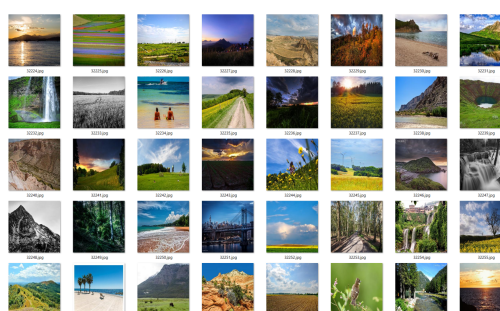 32224.jpg 32225.jpg 32226.jpg 32227.jpg 32228.jpg 32229.jpg 32230.jpg 32231.jpg
32232.jpg 32233.jpg 32234.jpg 32235.jpg 32236.jpg 32237.jpg 32238.jpg 32239.jpg
32240.jpg 32241.jpg 32242.jpg 32243.jpg 32244.jpg 32245.jpg 32246.jpg 32247.jpg
32248.jpg 32249.jpg 32250.jpg 32251.jpg 32252.jpg 32253.jpg 32254.jpg 32255.jpg